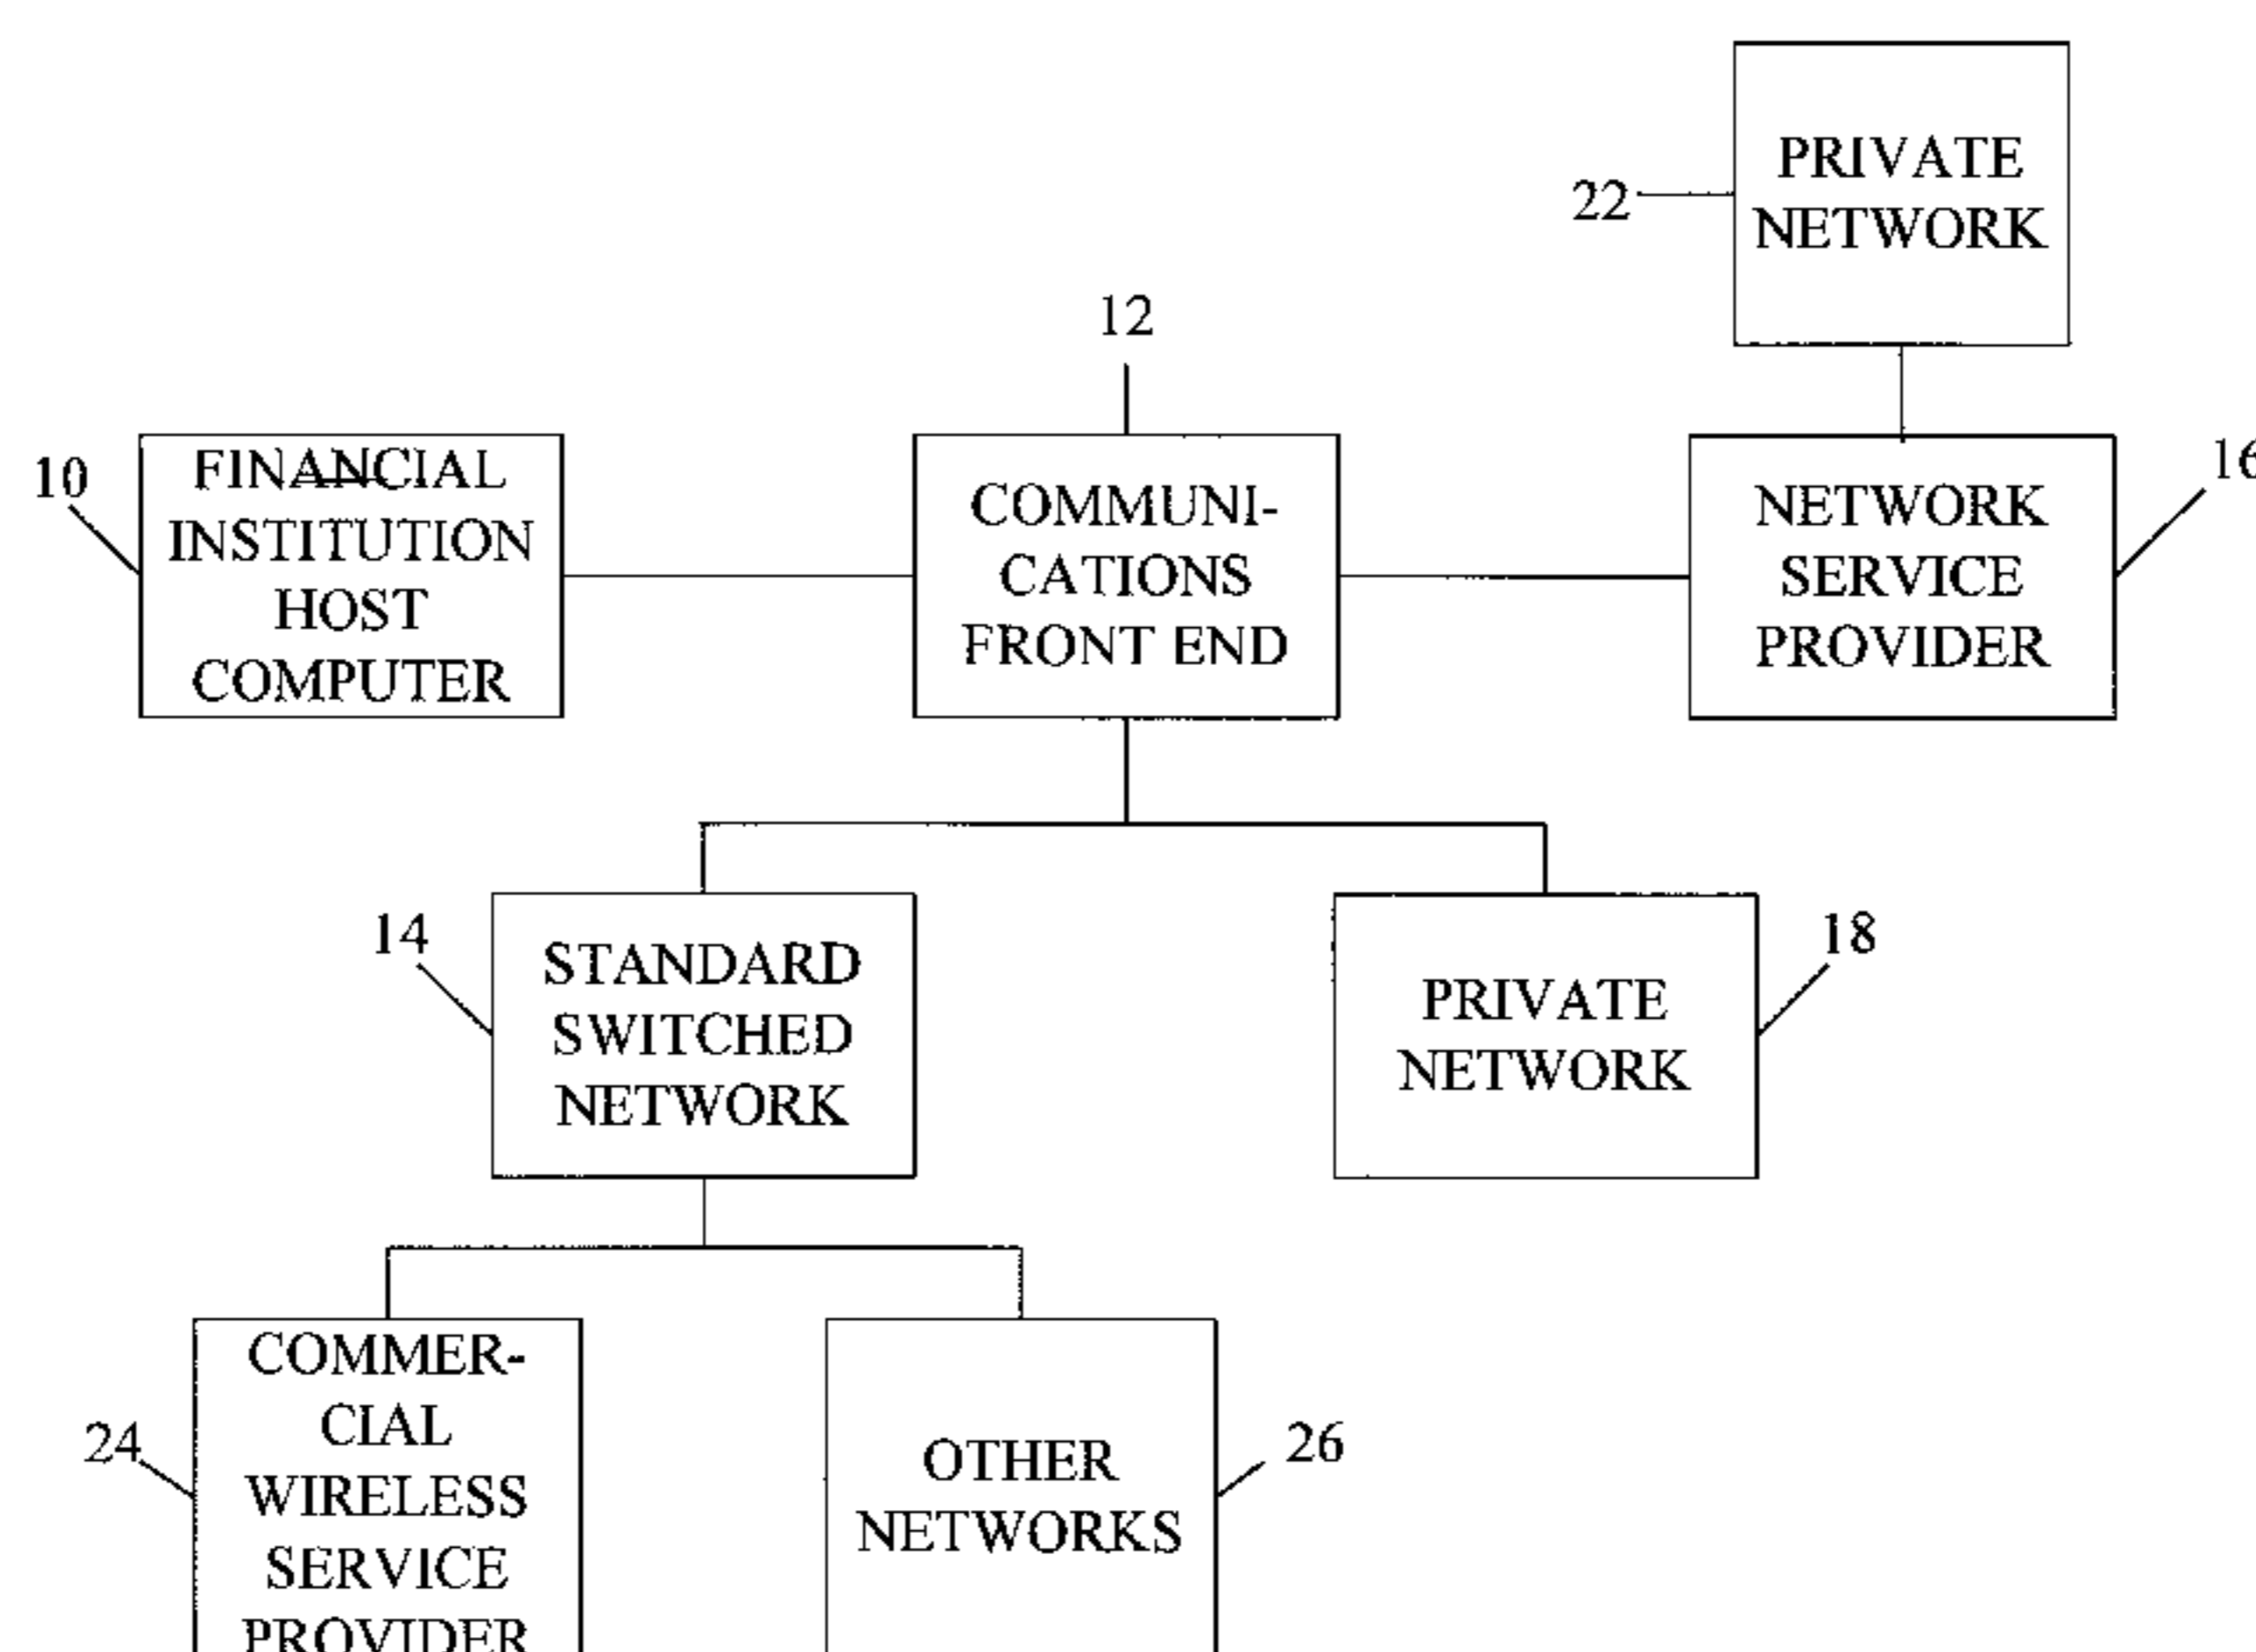 PRIVATE
NETWORK
22
12
10
FINANCIAL
INSTITUTION
HOST
COMPUTER
COMMUNI-
CATIONS
FRONT END
NETWORK
SERVICE
PROVIDER
16
14
STANDARD
SWITCHED
NETWORK
PRIVATE
NETWORK
18
24
COMMER-
CIAL
WIRELESS
SERVICE
PROVIDER
OTHER
NETWORKS
26